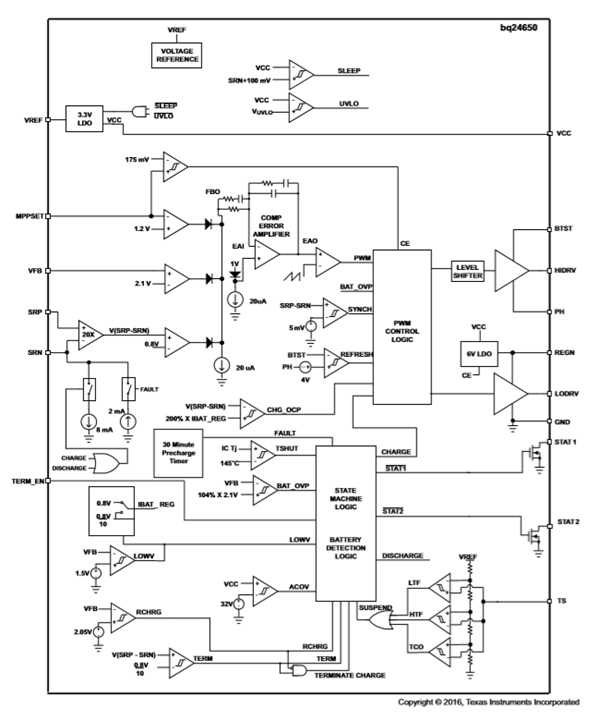 bq24650
VREF
VOLTAGE
REFERENCE
VCC
SRN+100 mV
SLEEP
VCC
VUVLO
UVLO
VREF
3.3V
LDO
VCC
SLEEP
UVLO
VCC
175 mV
MPPSET
1.2 V
FBO
COMP
ERROR
AMPLIFIER
EAI
EAO
1V
20uA
PWM
CE
BTST
LEVEL
SHIFTER
HIDRV
PH
VFB
2.1 V
BAT_OVP
SRP-SRN
SYNCH
5 mV
PWM
CONTROL
LOGIC
SRP
SRN
20X
V(SRP-SRN)
0.8V
20 uA
BTST
PH
4V
REFRESH
VCC
6V LDO
CE
REGN
LODRV
GND
FAULT
2 mA
8 mA
V(SRP-SRN)
200% X IBAT_REG
CHG_OCP
CHARGE
DISCHARGE
30 Minute
Precharge
Timer
FAULT
IC Tj
145°C
TSHUT
CHARGE
STAT1
STAT1
TERM_EN
VFB
104% X 2.1V
BAT_OVP
STATE
MACHINE
LOGIC
BATTERY
DETECTION
LOGIC
STAT2
STAT2
0.8V
0.8V
10
IBAT_REG
LOWV
VFB
1.5V
LOWV
DISCHARGE
VREF
VCC
32V
ACOV
LTF
HTF
TCO
SUSPEND
TS
VFB
2.05V
RCHRG
RCHRG
V(SRP - SRN)
0.8V
10
TERM
TERM
TERMINATE CHARGE
Copyright © 2016, Texas Instruments Incorporated